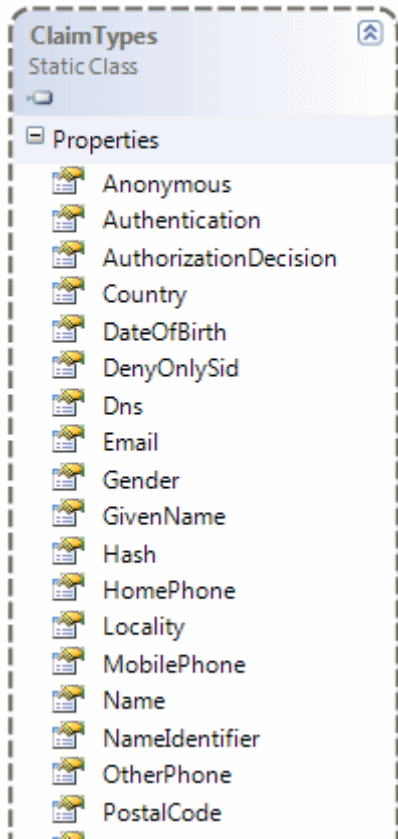 ClaimTypes
Static Class
Properties
Anonymous
Authentication
AuthorizationDecision
Country
DateOfBirth
DenyOnlySid
Dns
Email
Gender
GivenName
Hash
HomePhone
Locality
MobilePhone
Name
NameIdentifier
OtherPhone
PostalCode